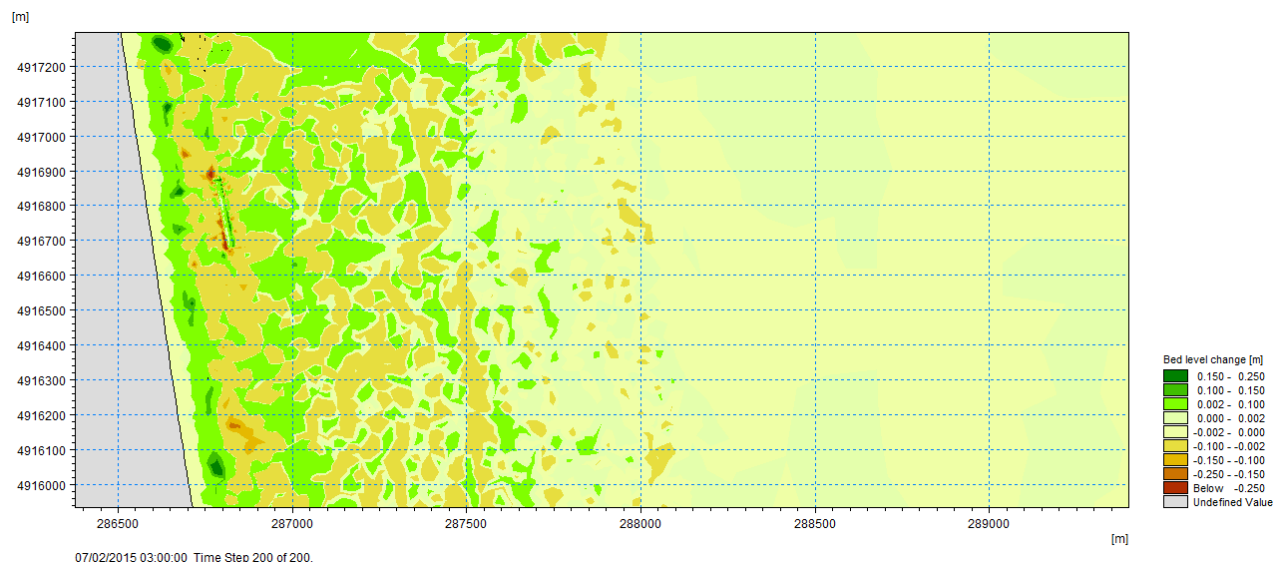 [m]
4917200
4917100
4917000
4916900
4916800
4916700
4916600
4916500
4916400
4916300
4916200
4916100
4916000
286500 287000 287500 288000 288500 289000
[m]
07/02/2015 03:00:00 Time Step 200 of 200.
Bed level change [m]
0.150 - 0.250
0.100 - 0.150
0.002 - 0.100
0.000 - 0.002
-0.002 - 0.000
-0.100 - -0.002
-0.150 - -0.100
-0.250 - -0.150
Below -0.250
Undefined Value